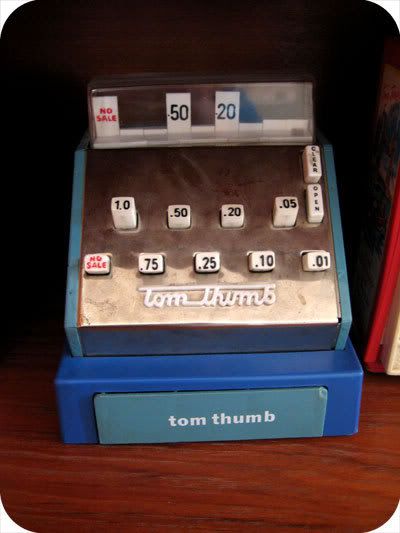 NO SALE .50 .20
CLEAR
1.0 .50 .20 .05 OPEN
NO SALE .75 .25 .10 .01
tom thumb
tom thumb